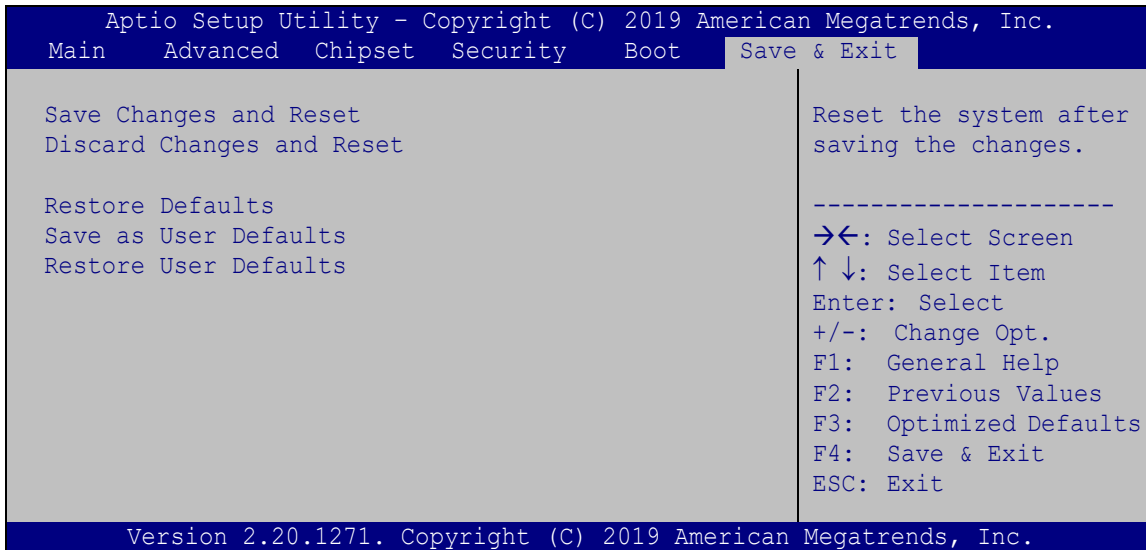 Aptio Setup Utility – Copyright (C) 2019 American Megatrends, Inc.
Main Advanced Chipset Security Boot Save & Exit
Save Changes and Reset
Discard Changes and Reset
Restore Defaults
Save as User Defaults
Restore User Defaults
Reset the system after
saving the changes.
---------------------
→←: Select Screen
↑ ↓: Select Item
Enter: Select
+/-: Change Opt.
F1: General Help
F2: Previous Values
F3: Optimized Defaults
F4: Save & Exit
ESC: Exit
Version 2.20.1271. Copyright (C) 2019 American Megatrends, Inc.